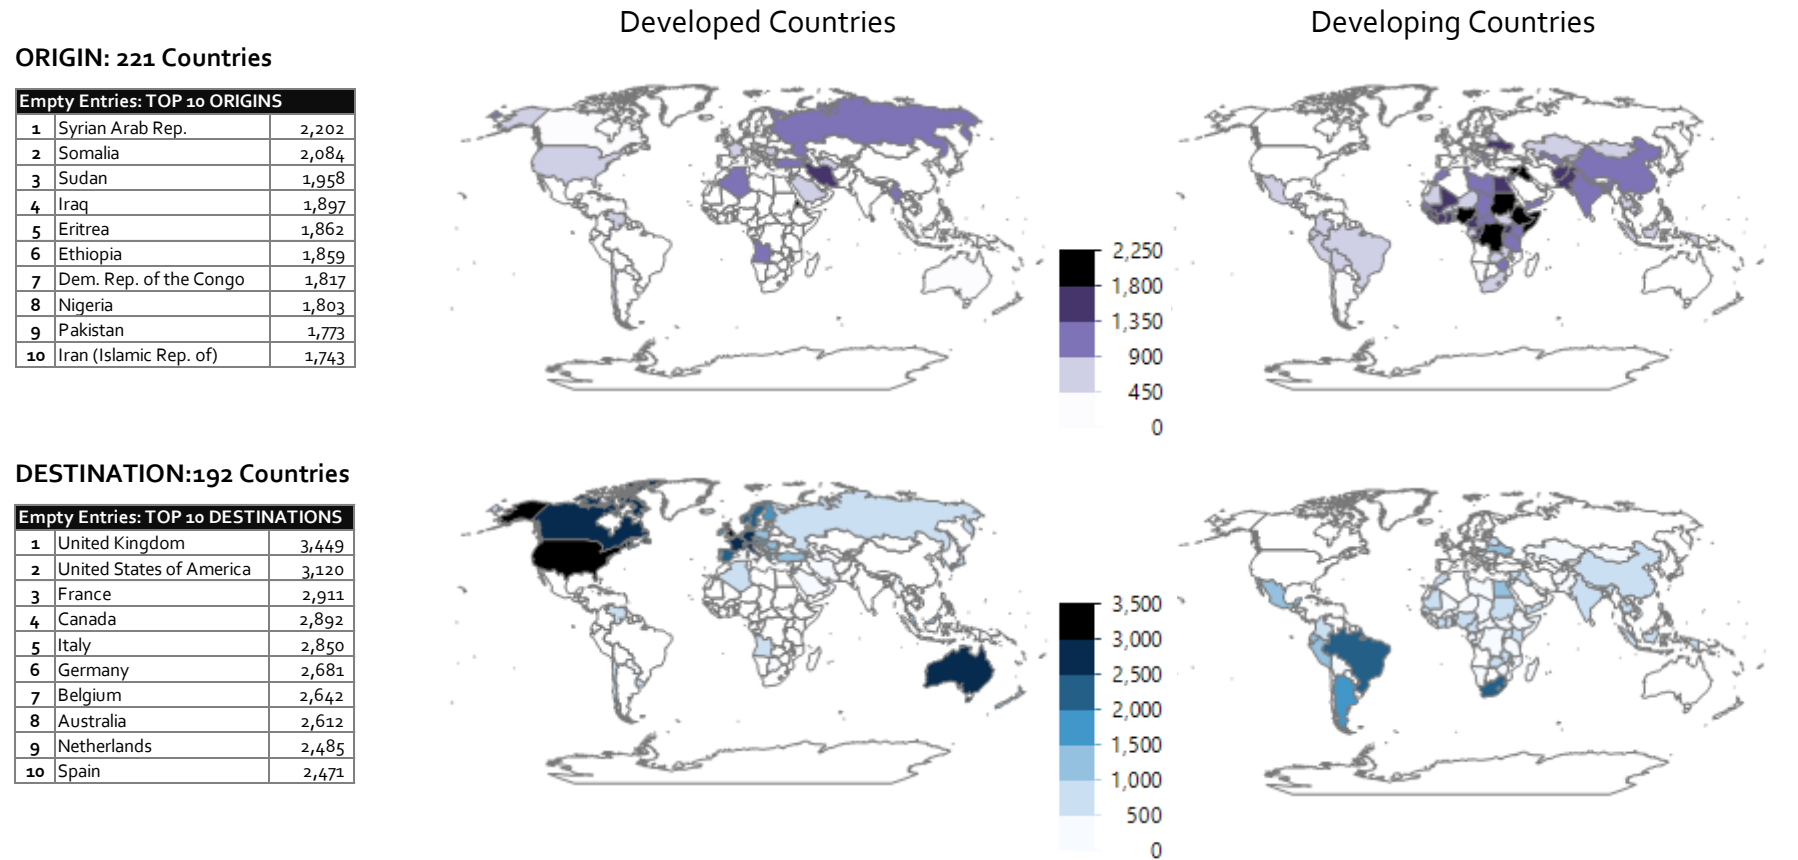 Developed Countries
Developing Countries
ORIGIN: 221 Countries
Empty Entries: TOP 10 ORIGINS
1 Syrian Arab Rep. 2,202
2 Somalia 2,084
3 Sudan 1,958
4 Iraq 1,897
5 Eritrea 1,862
6 Ethiopia 1,859
7 Dem. Rep. of the Congo 1,817
8 Nigeria 1,803
9 Pakistan 1,773
10 Iran (Islamic Rep. of) 1,743
2,250
1,800
1,350
900
450
0
DESTINATION:192 Countries
Empty Entries: TOP 10 DESTINATIONS
1 United Kingdom 3,449
2 United States of America 3,120
3 France 2,911
4 Canada 2,892
5 Italy 2,850
6 Germany 2,681
7 Belgium 2,642
8 Australia 2,612
9 Netherlands 2,485
10 Spain 2,471
3,500
3,000
2,500
2,000
1,500
1,000
500
0